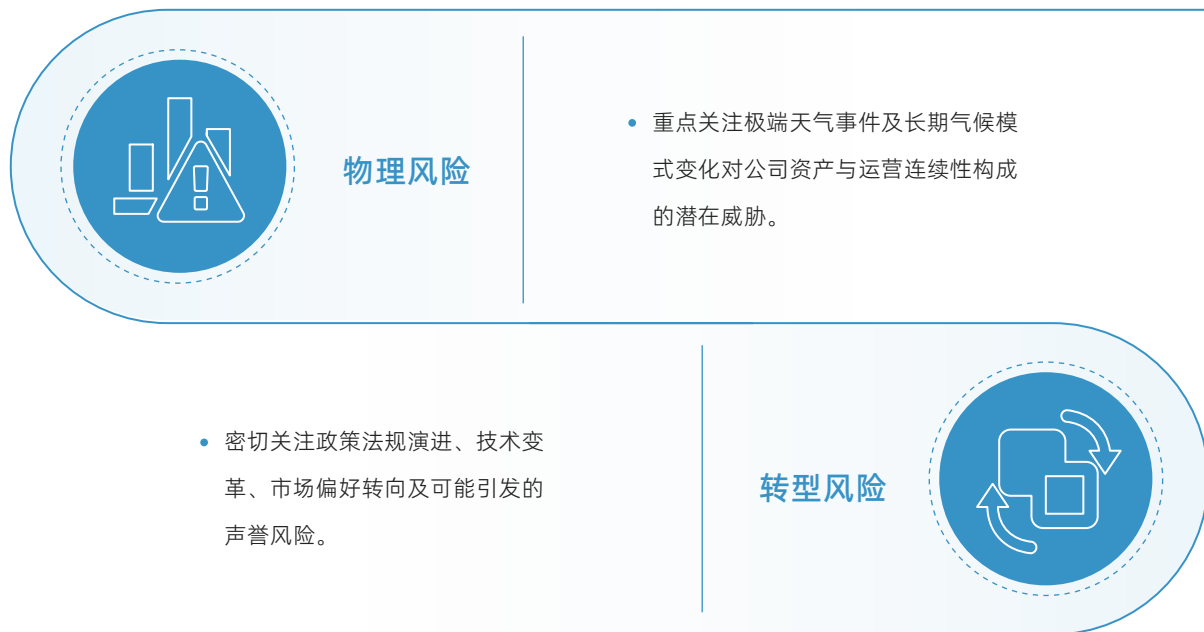 物理风险
重点关注极端天气事件及长期气候模
式变化对公司资产与运营连续性构成
的潜在威胁。
密切关注政策法规演进、技术变
革、市场偏好转向及可能引发的
声誉风险。
转型风险